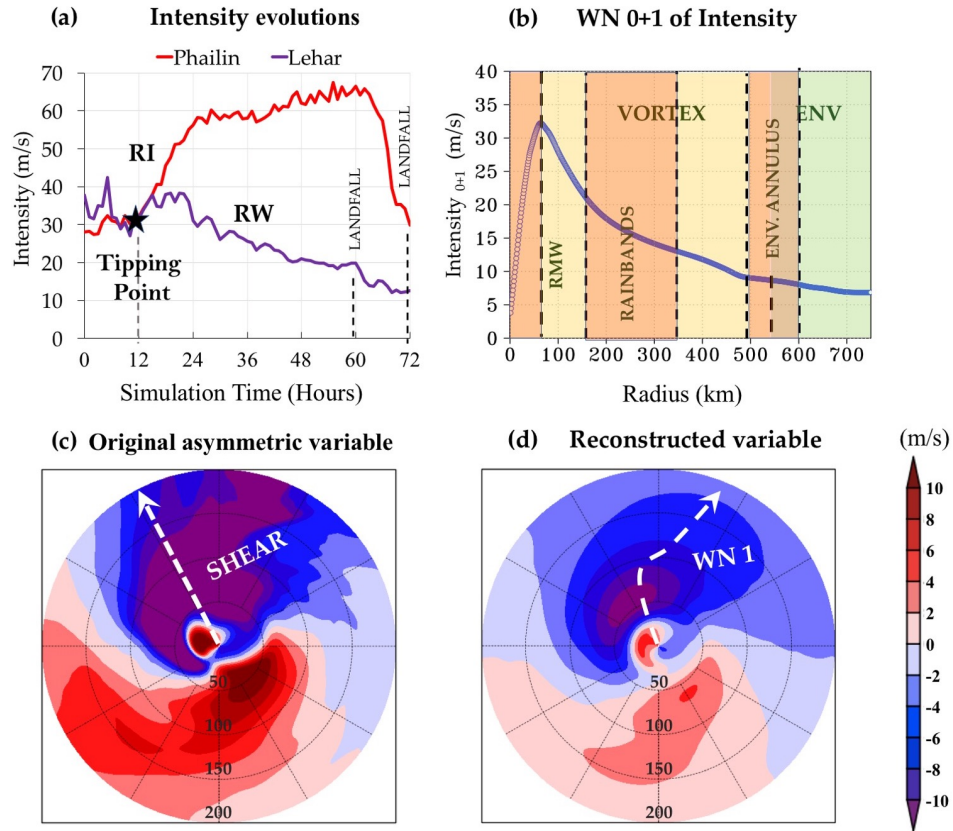 (a) Intensity evolutions
Phailin Lehar
70
60
50
40
30
20
10
0
Intensity (m/s)
RI
RW
Tipping
Point
LANDFALL
LANDFALL
0 12 24 36 48 60 72
Simulation Time (Hours)
(b) WN 0+1 of Intensity
40
35
30
25
20
15
10
5
0
Intensity 0+1 (m/s)
VORTEX
ENV
RMW
RAINBANDS
ENV. ANNULUS
0 100 200 300 400 500 600 700
Radius (km)
(c) Original asymmetric variable
SHEAR
50
100
150
200
(d) Reconstructed variable
WN 1
50
100
150
200
(m/s)
10
8
6
4
2
0
-2
-4
-6
-8
-10